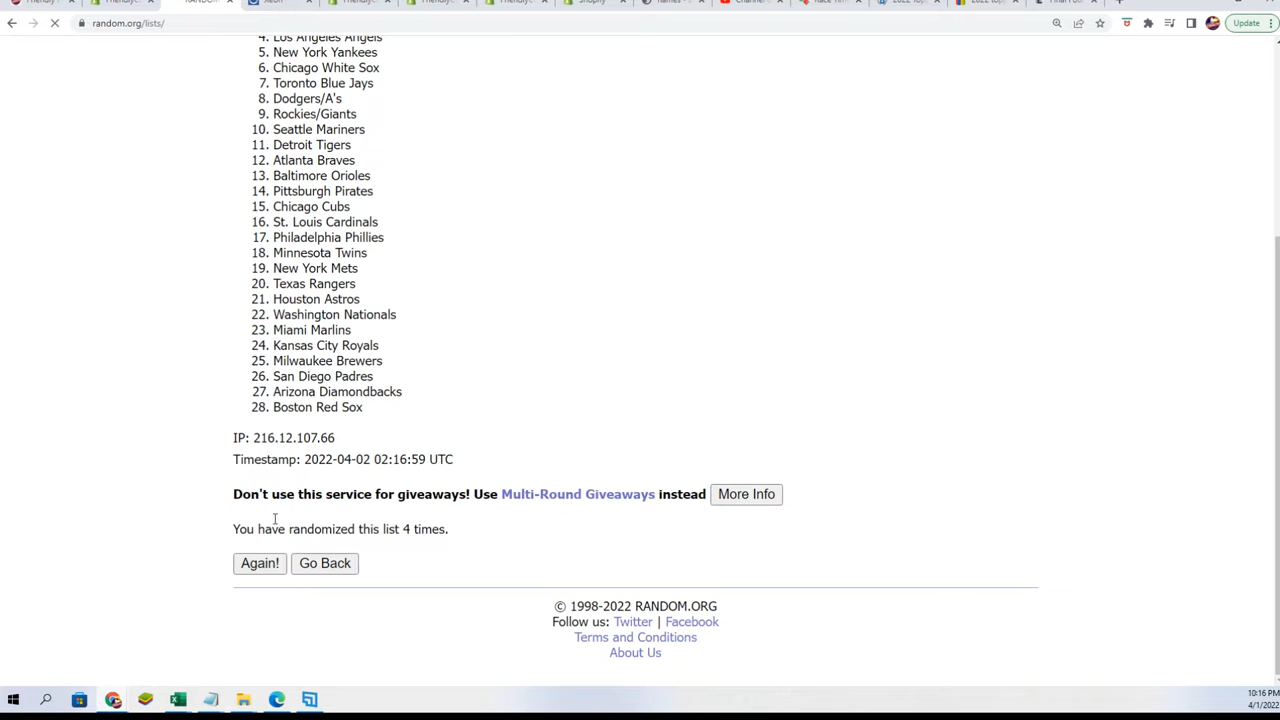 random.org/lists/
Update
4. Los Angeles Angels
5. New York Yankees
6. Chicago White Sox
7. Toronto Blue Jays
8. Dodgers/A's
9. Rockies/Giants
10. Seattle Mariners
11. Detroit Tigers
12. Atlanta Braves
13. Baltimore Orioles
14. Pittsburgh Pirates
15. Chicago Cubs
16. St. Louis Cardinals
17. Philadelphia Phillies
18. Minnesota Twins
19. New York Mets
20. Texas Rangers
21. Houston Astros
22. Washington Nationals
23. Miami Marlins
24. Kansas City Royals
25. Milwaukee Brewers
26. San Diego Padres
27. Arizona Diamondbacks
28. Boston Red Sox
IP: 216.12.107.66
Timestamp: 2022-04-02 02:16:59 UTC
Don't use this service for giveaways! Use Multi-Round Giveaways instead More Info
You have randomized this list 4 times.
Again! Go Back
© 1998-2022 RANDOM.ORG
Follow us: Twitter | Facebook
Terms and Conditions
About Us
10:16 PM
4/1/2022